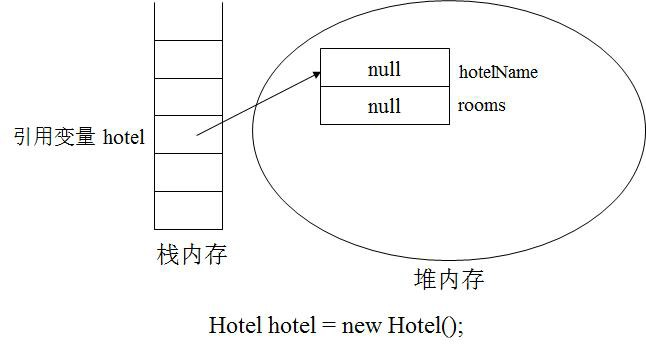 null hotelName
null rooms
引用变量 hotel
栈内存
堆内存
Hotel hotel = new Hotel();